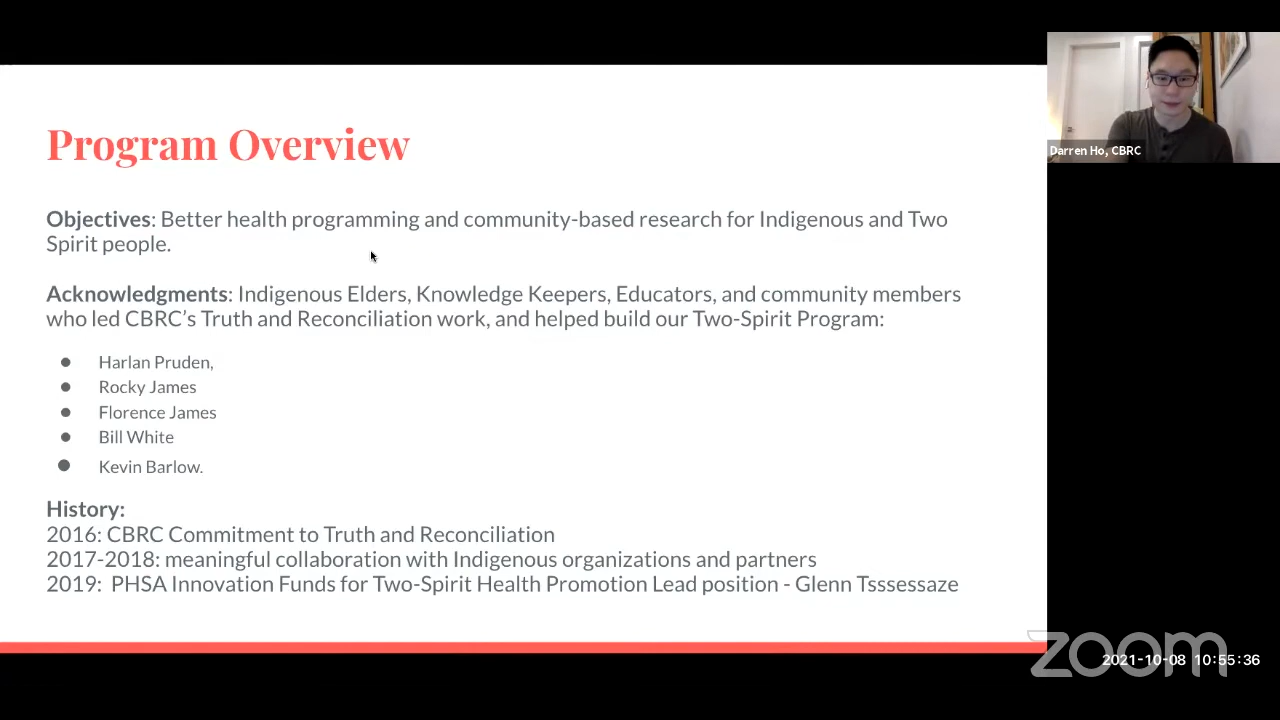 Program Overview
Objectives: Better health programming and community-based research for Indigenous and Two
Spirit people.
Acknowledgments: Indigenous Elders, Knowledge Keepers, Educators, and community members
who led CBRC’s Truth and Reconciliation work, and helped build our Two-Spirit Program:
● Harlan Pruden,
● Rocky James
● Florence James
● Bill White
● Kevin Barlow.
History:
2016: CBRC Commitment to Truth and Reconciliation
2017-2018: meaningful collaboration with Indigenous organizations and partners
2019: PHSA Innovation Funds for Two-Spirit Health Promotion Lead position - Glenn Tsssessaze
Darren Ho, CBRC
zoom
2021-10-08 10:55:36